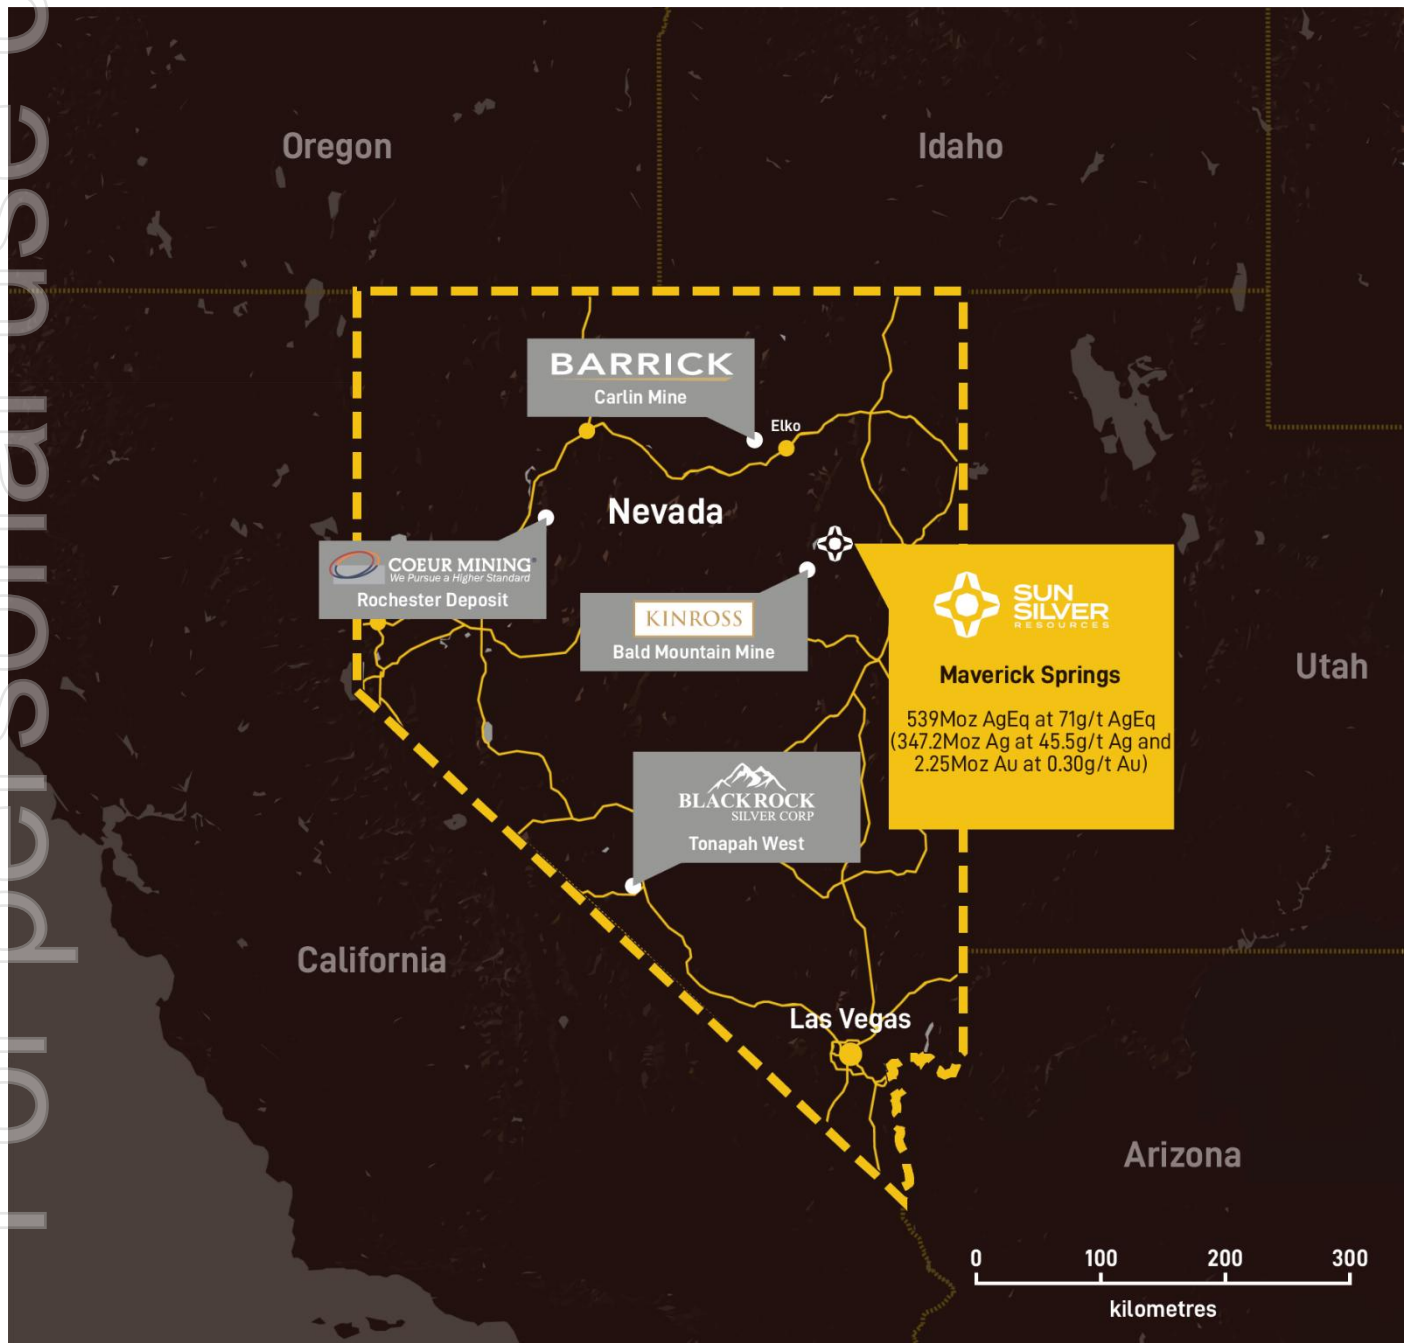 For personal use o
Oregon
Idaho
BARRICK
Carlin Mine
Elko
Nevada
COEUR MINING®
We Pursue a Higher Standard
Rochester Deposit
KINROSS
Bald Mountain Mine
SUN
SILVER
RESOURCES
Maverick Springs
539Moz AgEq at 71g/t AgEq
(347.2Moz Ag at 45.5g/t Ag and
2.25Moz Au at 0.30g/t Au)
Utah
BLACKROCK
SILVER CORP
Tonapah West
California
Las Vegas
Arizona
0 100 200 300
kilometres